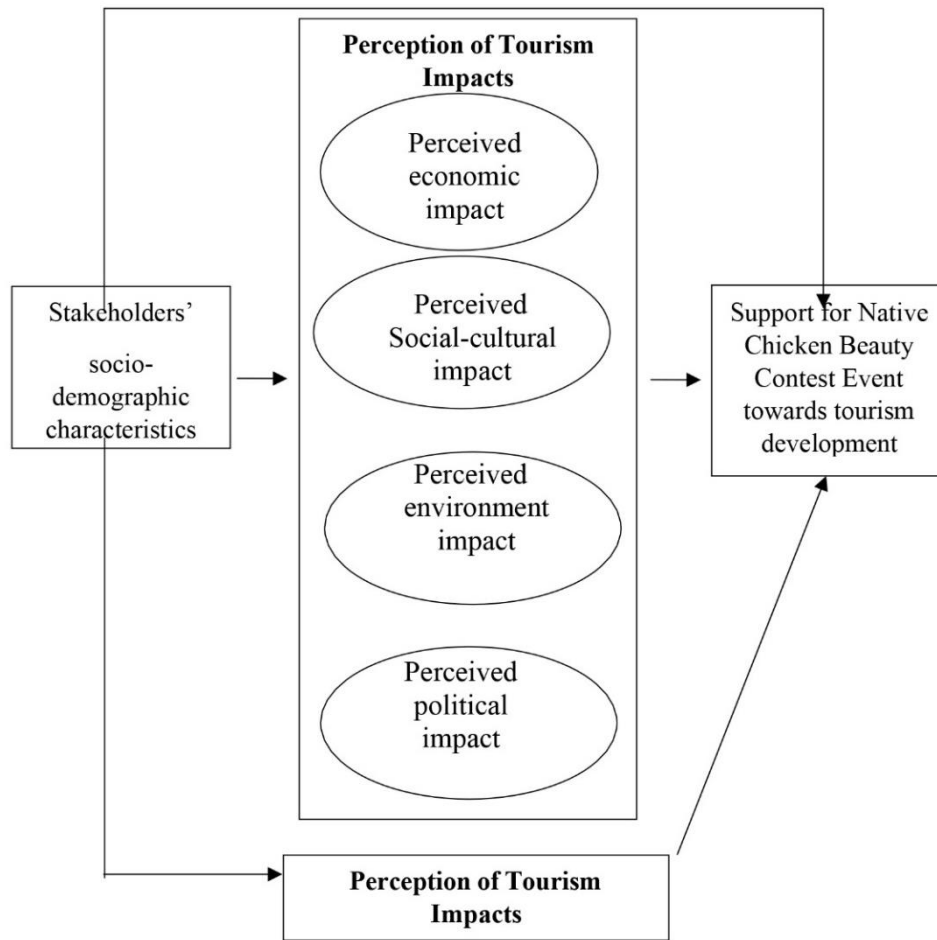 Perception of Tourism
Impacts
Perceived
economic
impact
Stakeholders'
socio-
demographic
characteristics
Perceived
Social-cultural
impact
Support for Native
Chicken Beauty
Contest Event
towards tourism
development
Perceived
environment
impact
Perceived
political
impact
Perception of Tourism
Impacts